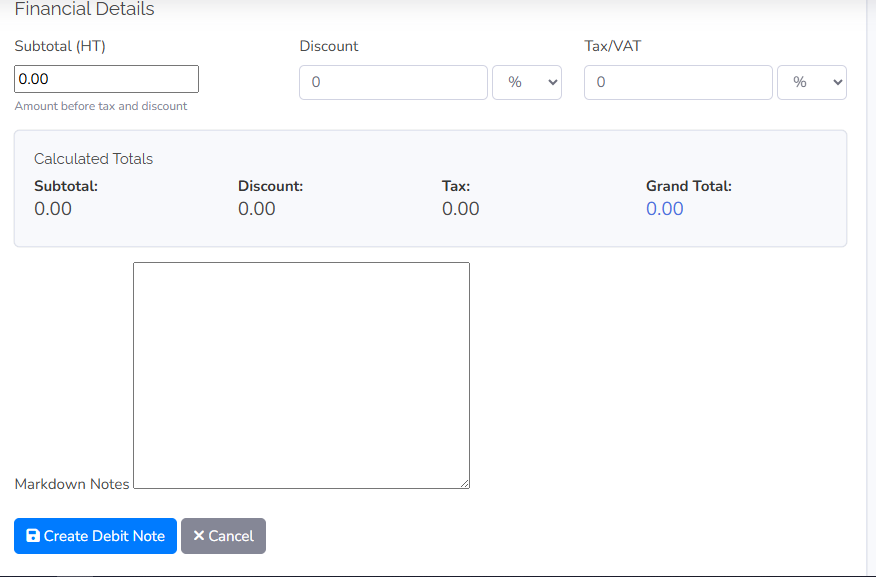 Financial Details
Subtotal (HT) Discount Tax/VAT
0.00 0 % 0 %
Amount before tax and discount
Calculated Totals
Subtotal: Discount: Tax: Grand Total:
0.00 0.00 0.00 0.00
Markdown Notes
Create Debit Note Cancel